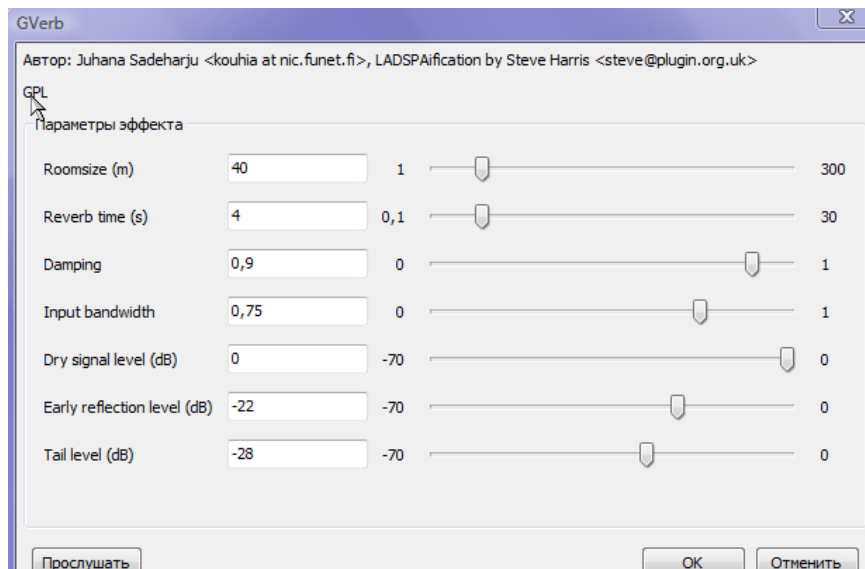 GVerb
Автор: Juhana Sadeharju <kouhia at nic.funet.fi>, LADSPAification by Steve Harris <steve@plugin.org.uk>
GPL
Параметры эффекта
Roomsize (m) 40 1 300
Reverb time (s) 4 0,1 30
Damping 0,9 0 1
Input bandwidth 0,75 0 1
Dry signal level (dB) 0 -70 0
Early reflection level (dB) -22 -70 0
Tail level (dB) -28 -70 0
Прослушать OK Отменить